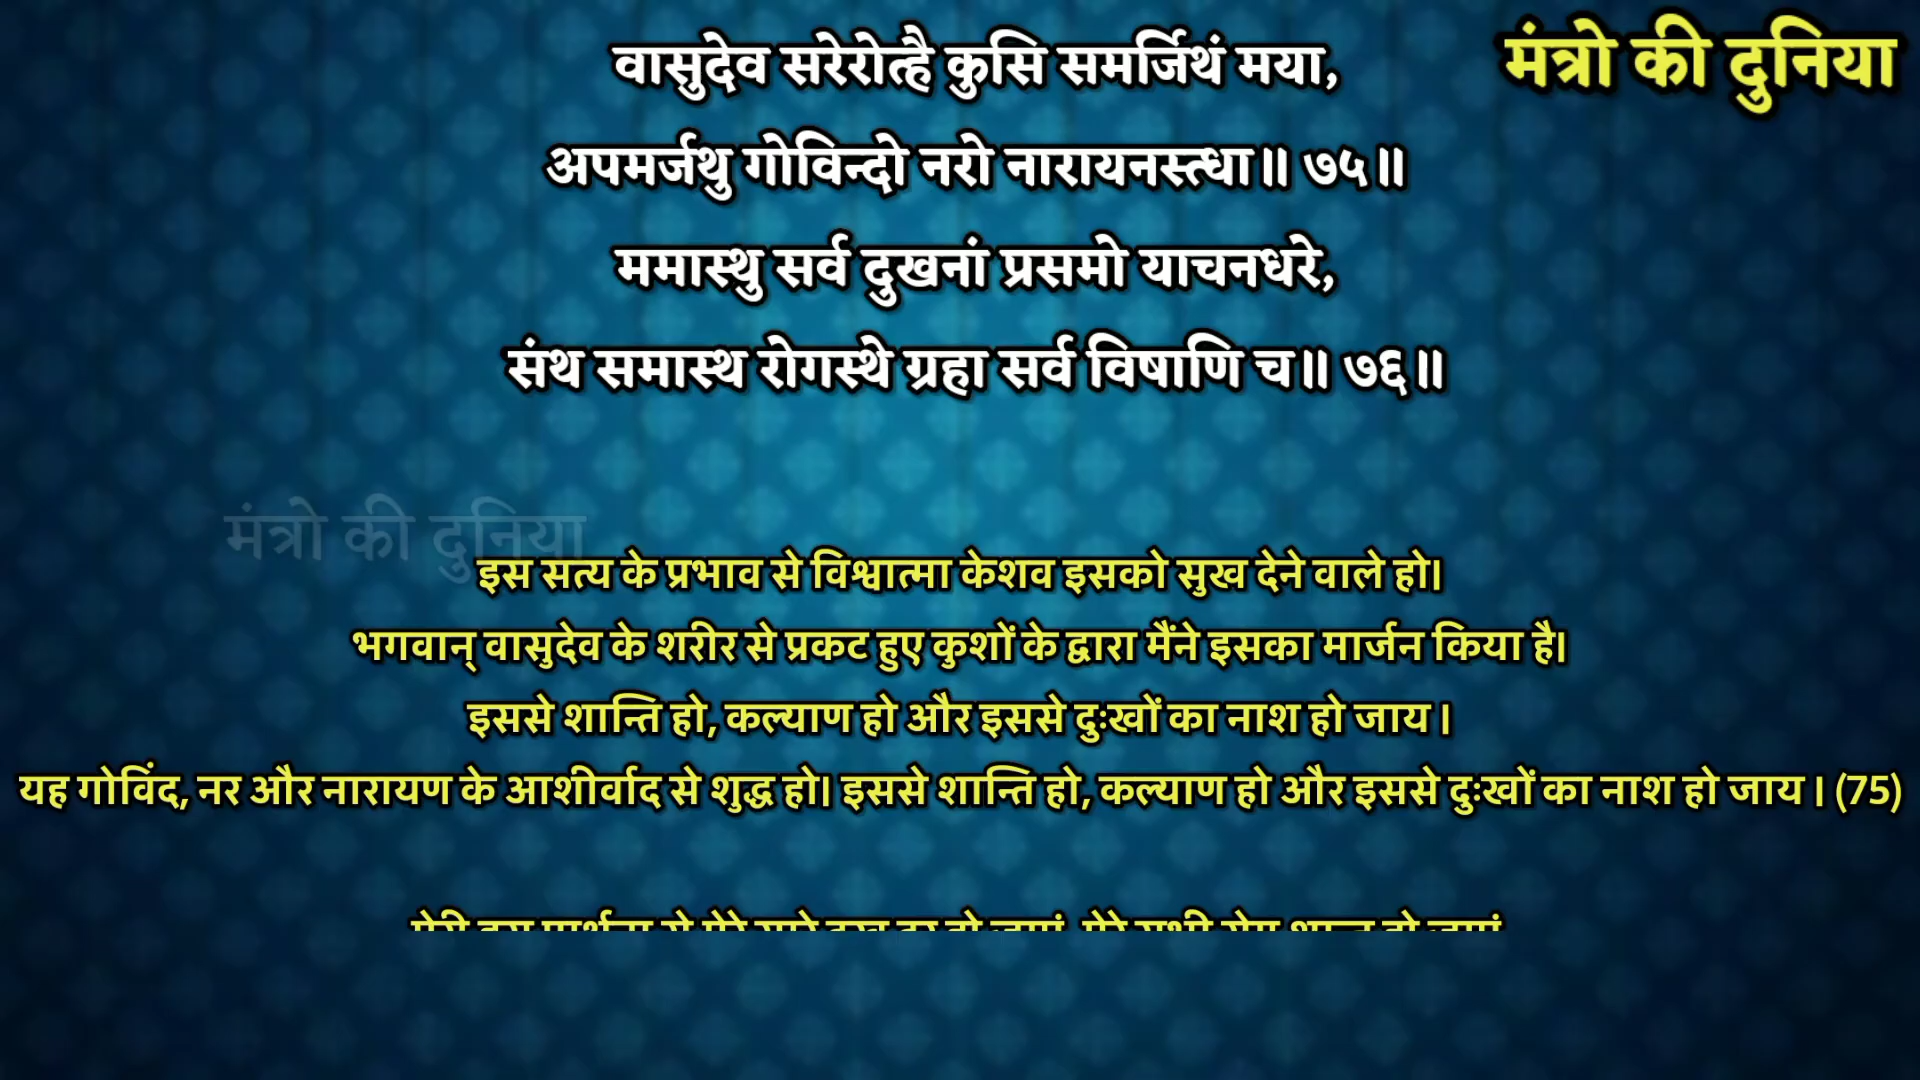 मंत्रो की दुनिया
वासुदेव सरेरोत्है कुसि समर्जिथं मया,
अपमर्जथु गोविन्दो नरो नारायनस्त्धा॥ ७५॥
ममास्थु सर्व दुखनां प्रसमो याचनधरे,
संथ समास्थ रोगस्थे ग्रहा सर्व विषाणि च॥ ७६॥
मंत्रो की दुनिया
इस सत्य के प्रभाव से विश्वात्मा केशव इसको सुख देने वाले हो।
भगवान् वासुदेव के शरीर से प्रकट हुए कुशों के द्वारा मैंने इसका मार्जन किया है।
इससे शान्ति हो, कल्याण हो और इससे दुःखों का नाश हो जाय ।
यह गोविंद, नर और नारायण के आशीर्वाद से शुद्ध हो। इससे शान्ति हो, कल्याण हो और इससे दुःखों का नाश हो जाय । (75)